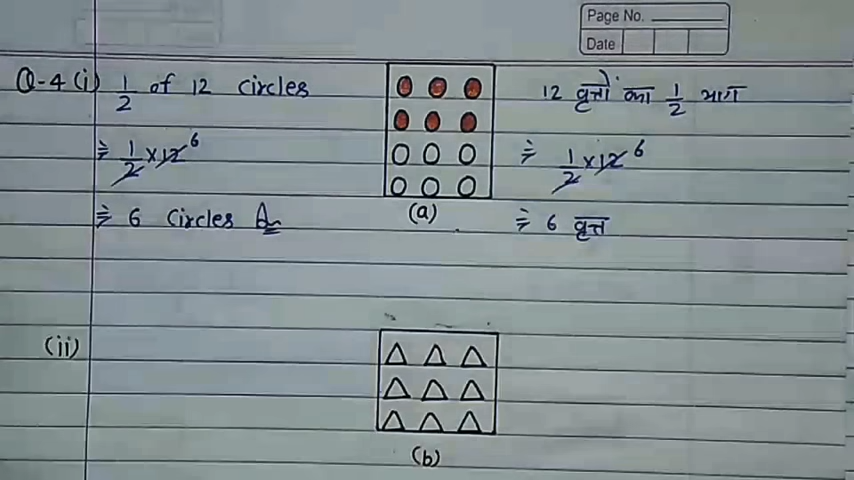 Page No.
Date
Q-4 (i) 1/2 of 12 circles
⇒ 1/2 × 12 6
⇒ 6 circles Ans
(a)
12 वृत्तों का 1/2 भाग
⇒ 1/2 × 12 6
⇒ 6 वृत्त
(ii)
(b)